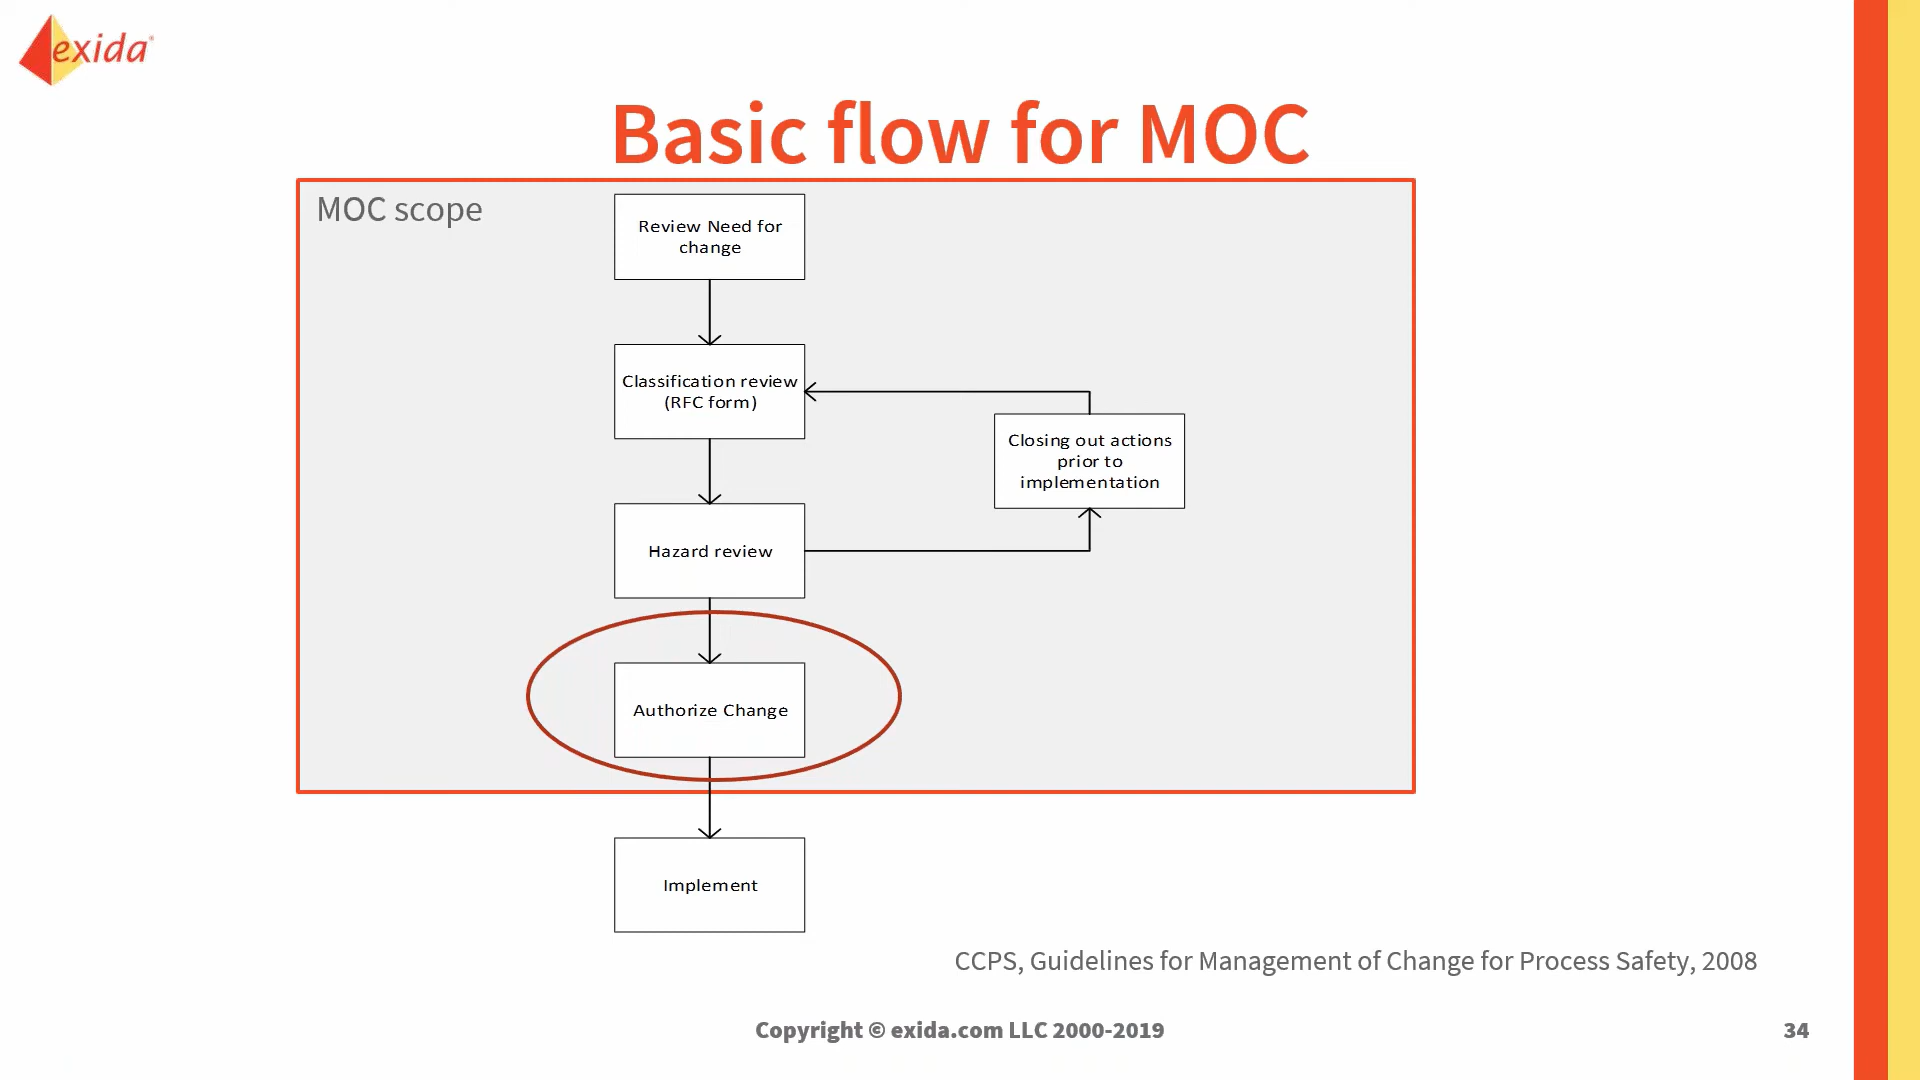 exida
Basic flow for MOC
MOC scope
Review Need for
change
Classification review
(RFC form)
Closing out actions
prior to
implementation
Hazard review
Authorize Change
Implement
CCPS, Guidelines for Management of Change for Process Safety, 2008
Copyright © exida.com LLC 2000-2019
34